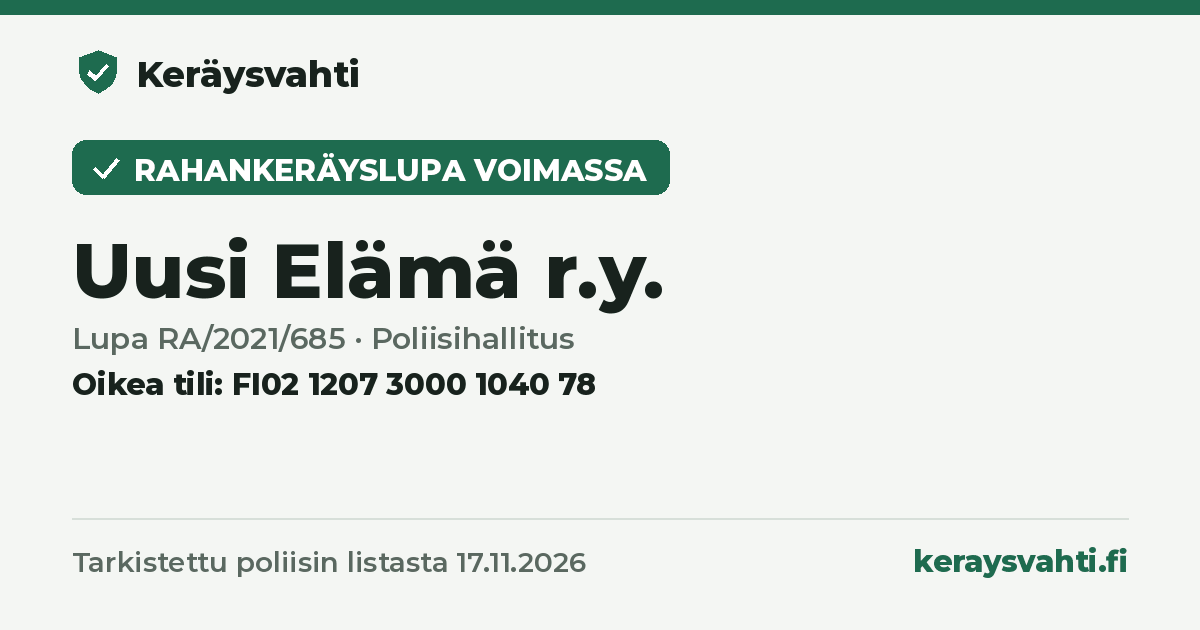 Keräysvahti
RAHANKERÄYSLUPA VOIMASSA
Uusi Elämä r.y.
Lupa RA/2021/685 · Poliisihallitus
Oikea tili: FI02 1207 3000 1040 78
Tarkistettu poliisin listasta 17.11.2026
keraysvahti.fi